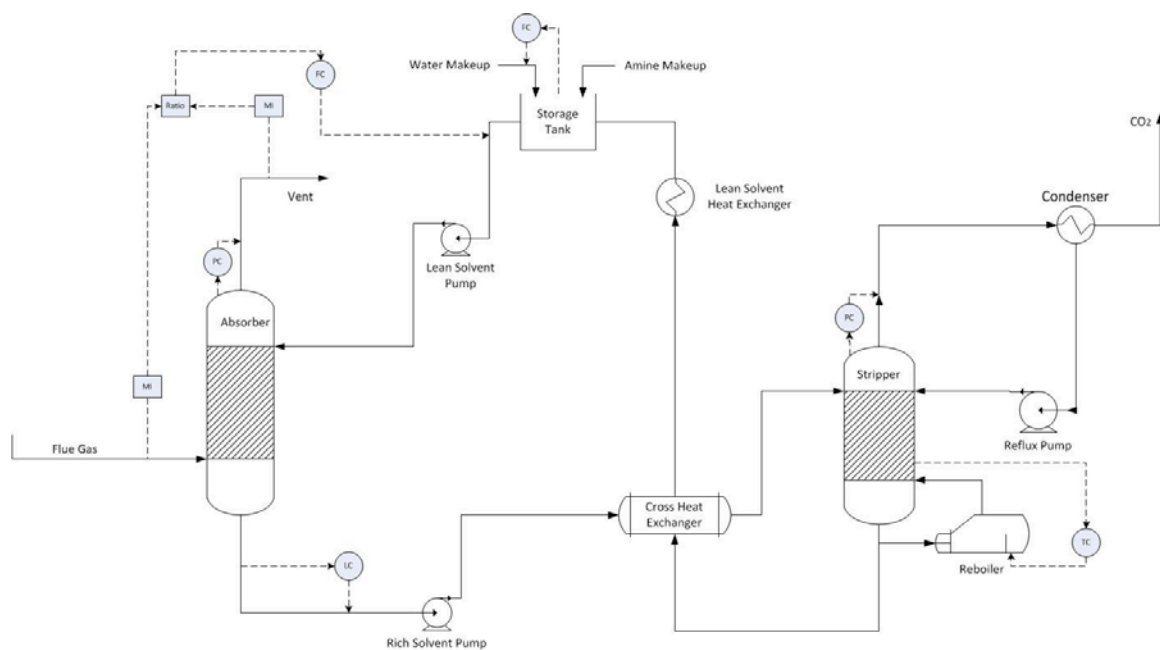 FC
Water Makeup
Amine Makeup
FC
Ratio
MI
Storage
Tank
CO2
Vent
Lean Solvent
Heat Exchanger
Condenser
PC
Lean Solvent
Pump
Absorber
PC
Stripper
MI
Reflux Pump
Flue Gas
Cross Heat
Exchanger
TC
LC
Reboiler
Rich Solvent Pump